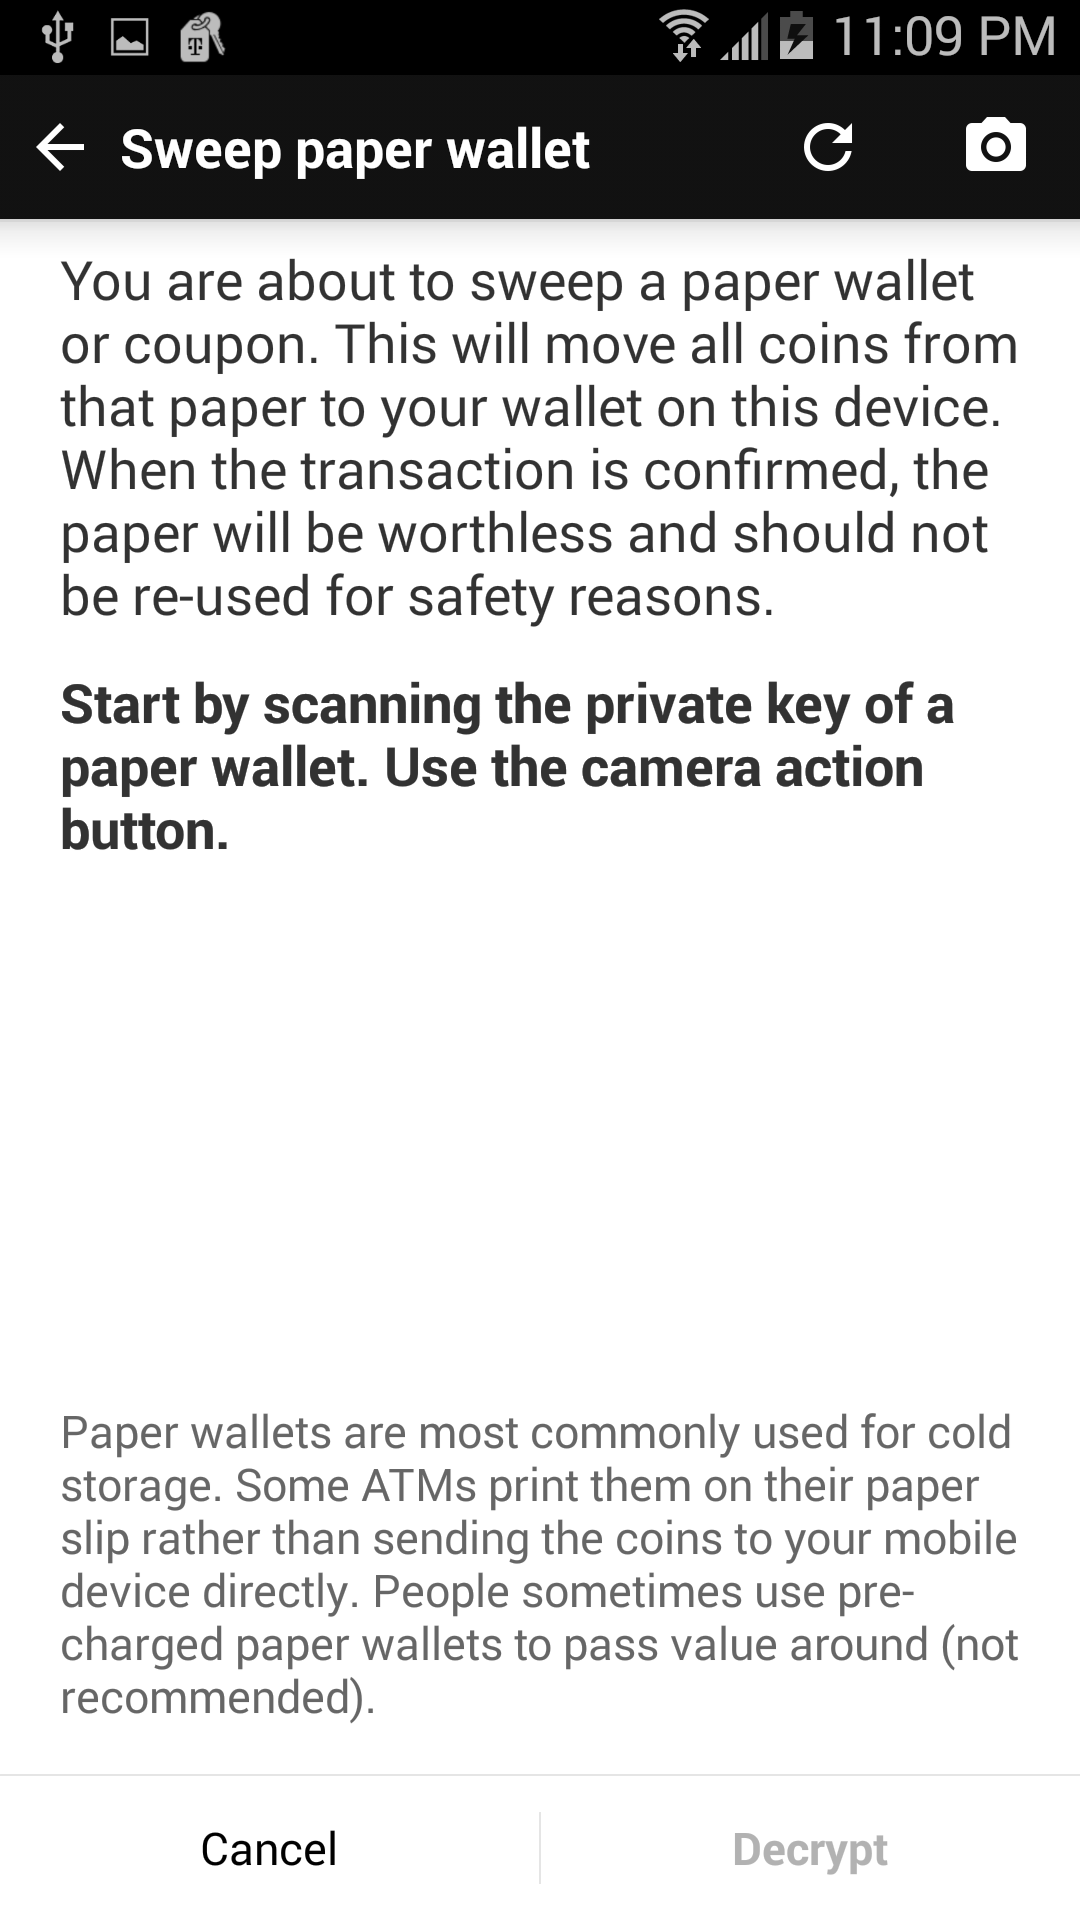 11:09 PM
Sweep paper wallet
You are about to sweep a paper wallet
or coupon. This will move all coins from
that paper to your wallet on this device.
When the transaction is confirmed, the
paper will be worthless and should not
be re-used for safety reasons.
Start by scanning the private key of a
paper wallet. Use the camera action
button.
Paper wallets are most commonly used for cold
storage. Some ATMs print them on their paper
slip rather than sending the coins to your mobile
device directly. People sometimes use pre-
charged paper wallets to pass value around (not
recommended).
Cancel
Decrypt